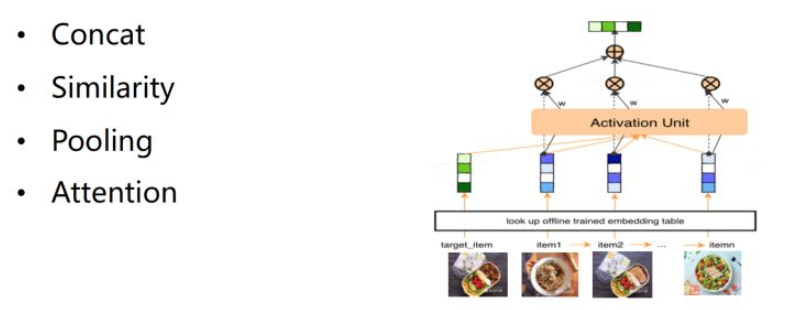 Concat
Similarity
Pooling
Attention
w w w
Activation Unit
look up offline trained embedding table
target_item item1 item2 ... itemn